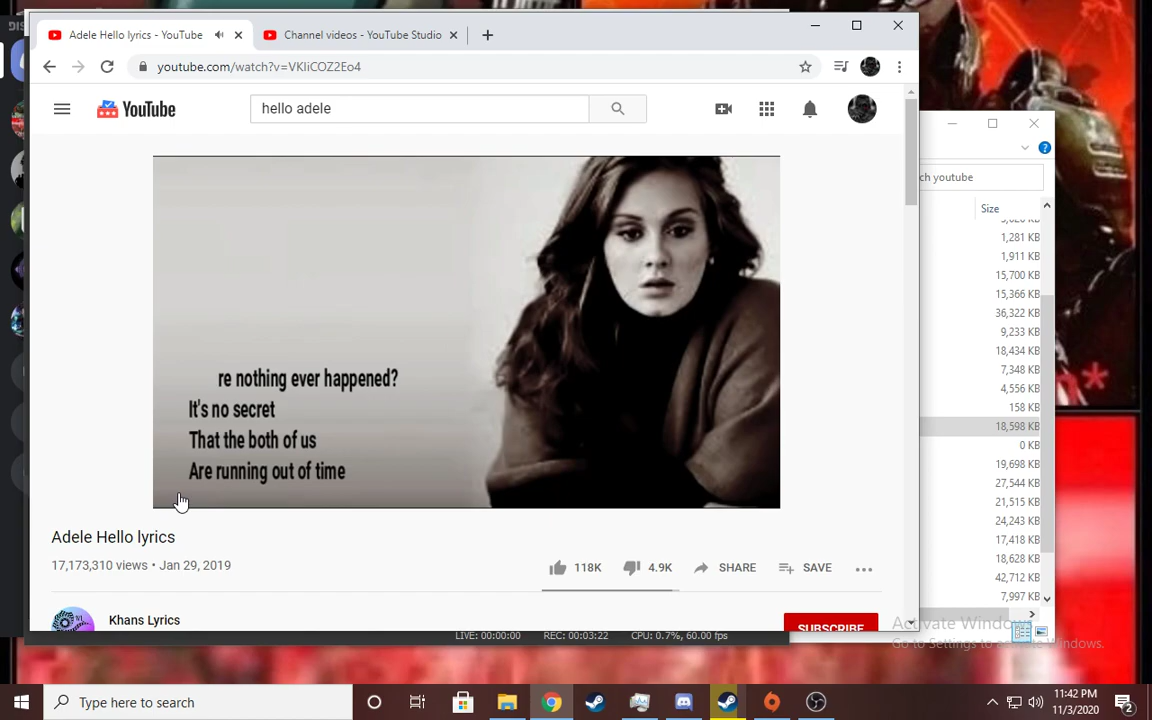 Adele Hello lyrics - YouTube
Channel videos - YouTube Studio
youtube.com/watch?v=VKIiCOZ2Eo4
YouTube
hello adele
re nothing ever happened?
It's no secret
That the both of us
Are running out of time
Adele Hello lyrics
17,173,310 views • Jan 29, 2019
118K
4.9K
SHARE
SAVE
Khans Lyrics
SUBSCRIBE
ch youtube
Size
1,281 KB
1,911 KB
15,700 KB
15,366 KB
36,322 KB
9,233 KB
18,434 KB
7,348 KB
4,556 KB
158 KB
18,598 KB
0 KB
19,698 KB
27,544 KB
21,515 KB
24,243 KB
17,418 KB
18,628 KB
42,712 KB
7,997 KB
Activate Windows
Go to Settings to activate Windows.
LIVE: 00:00:00
REC: 00:03:22
CPU: 0.7%, 60.00 fps
Type here to search
11:42 PM
11/3/2020
2